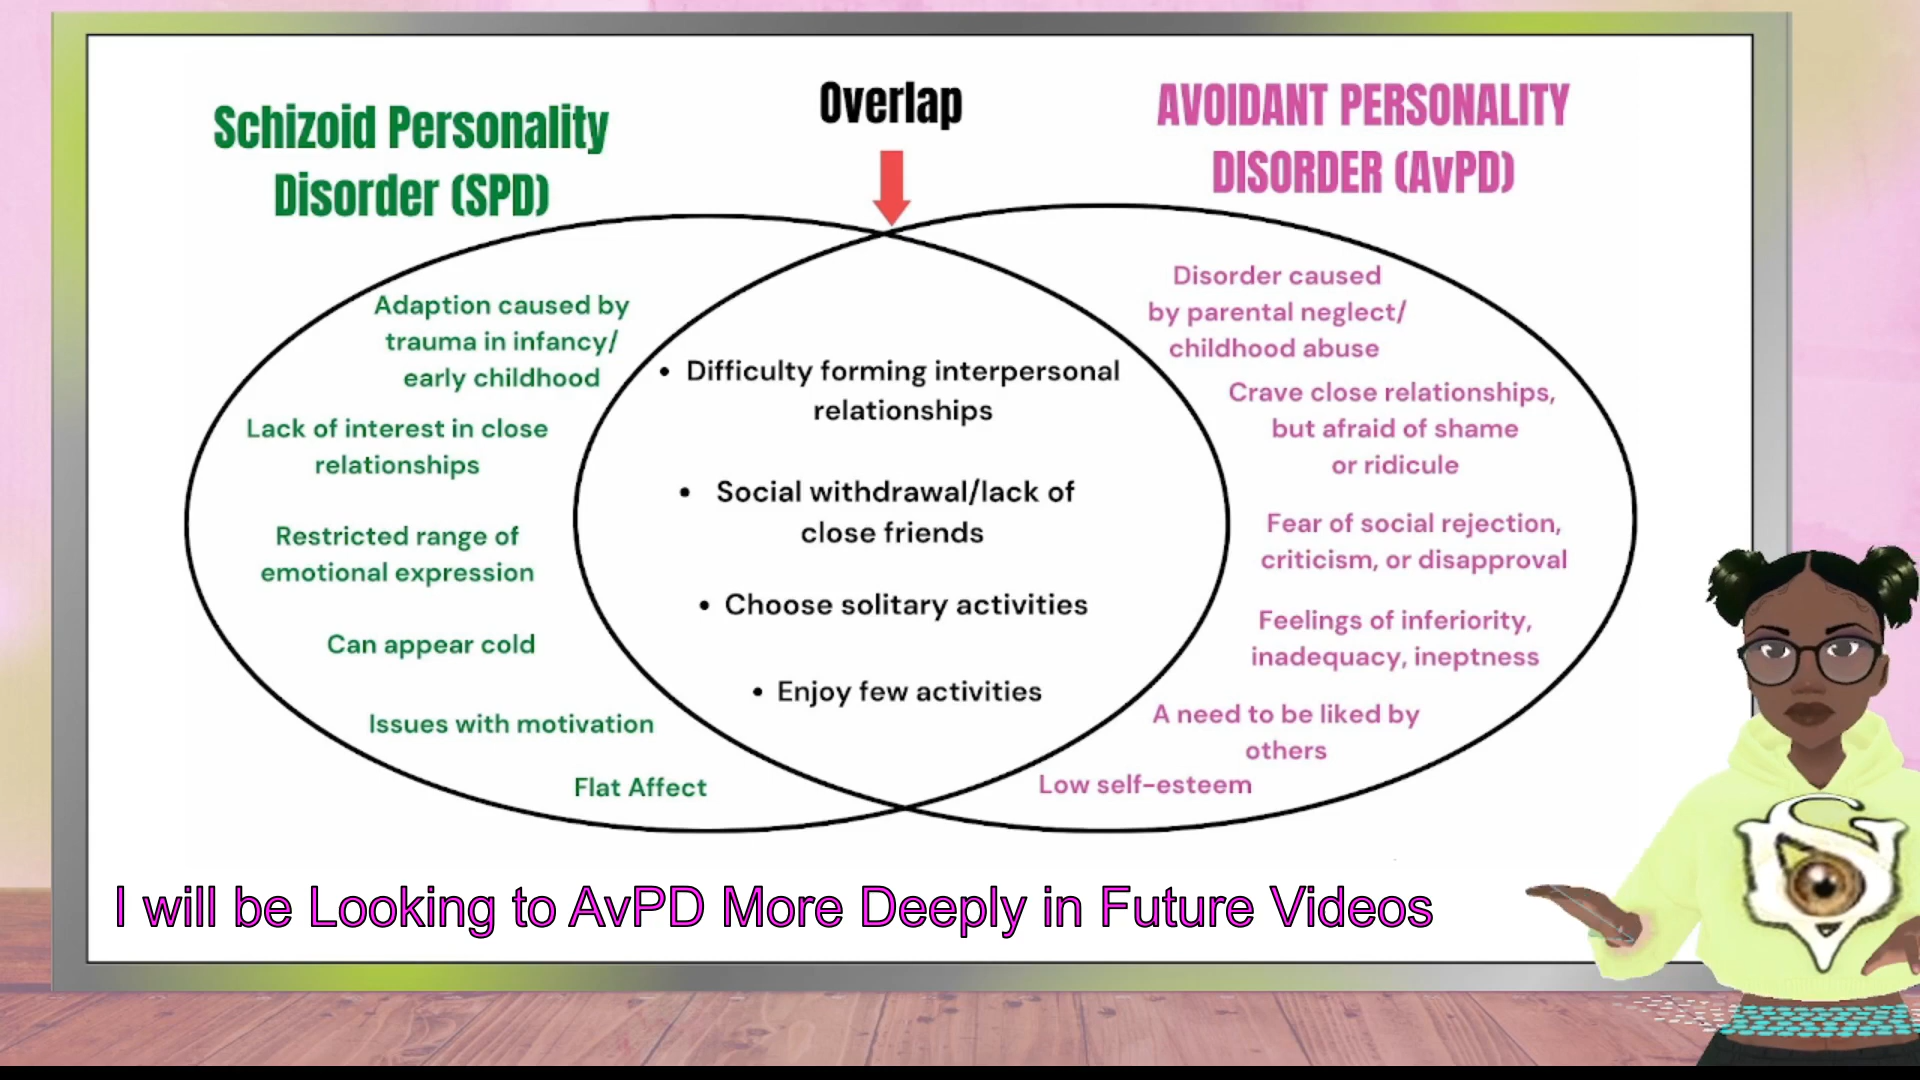 Schizoid Personality
Disorder (SPD)
Overlap
AVOIDANT PERSONALITY
DISORDER (AvPD)
Adaption caused by
trauma in infancy/
early childhood
Lack of interest in close
relationships
Restricted range of
emotional expression
Can appear cold
Issues with motivation
Flat Affect
• Difficulty forming interpersonal
relationships
• Social withdrawal/lack of
close friends
• Choose solitary activities
• Enjoy few activities
Disorder caused
by parental neglect/
childhood abuse
Crave close relationships,
but afraid of shame
or ridicule
Fear of social rejection,
criticism, or disapproval
Feelings of inferiority,
inadequacy, ineptness
A need to be liked by
others
Low self-esteem
I will be Looking to AvPD More Deeply in Future Videos